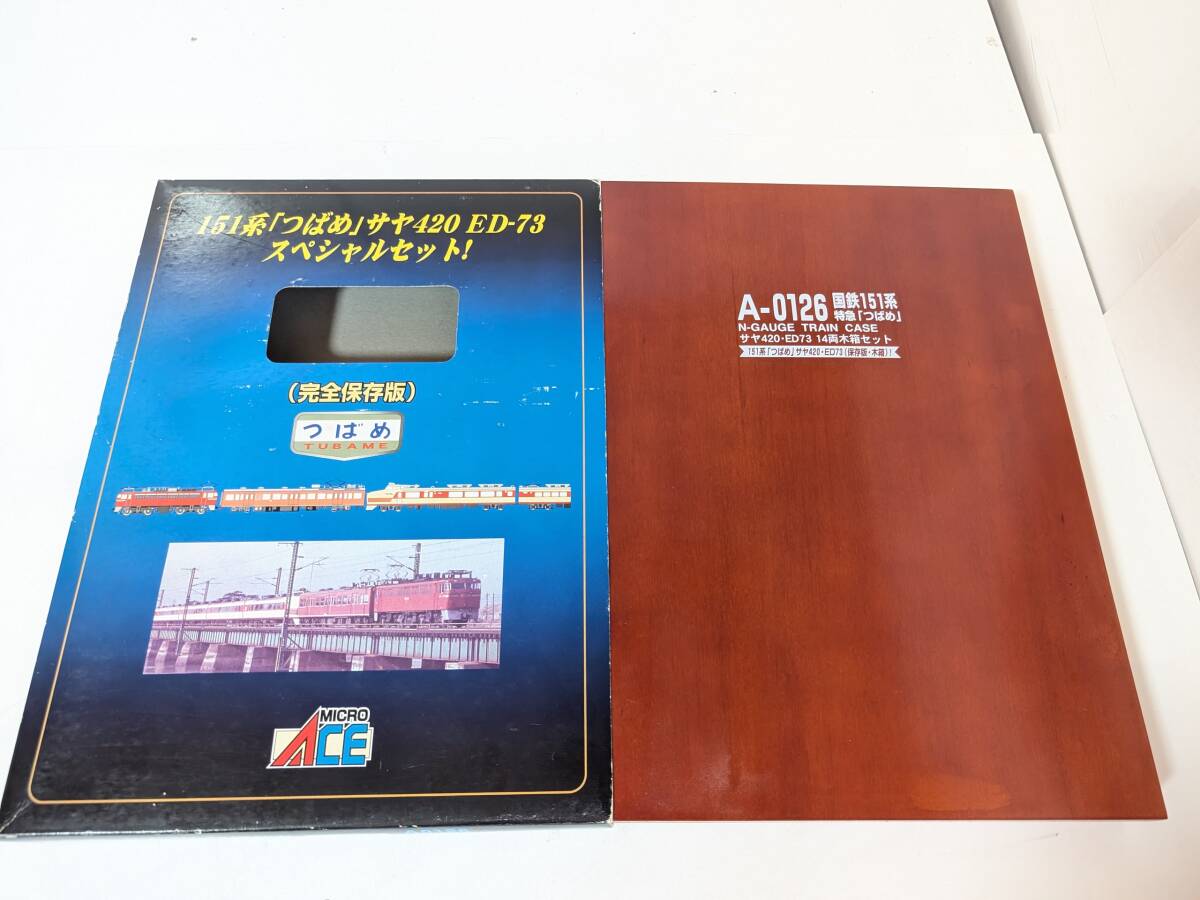 151系「つばめ」サヤ420 ED-73
スペシャルセット!
(完全保存版)
つばめ
TUBAME
MICRO
ACE
A-0126 国鉄151系
特急「つばめ」
N-GAUGE TRAIN CASE
サヤ420・ED73 14両木箱セット
151系「つばめ」サヤ420・ED73(保存版・木箱)!